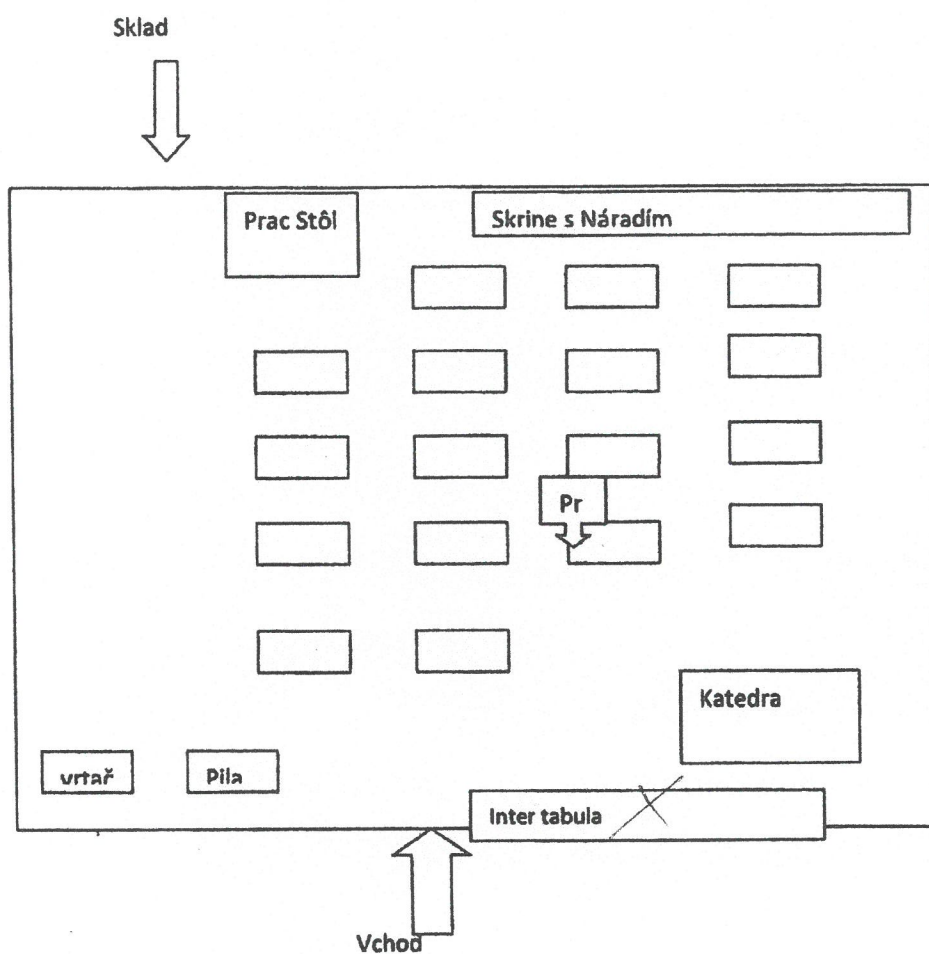 Sklad
Prac Stôl
Skrine s Náradím
Pr
Katedra
vrtař
Pila
Inter tabula
Vchod